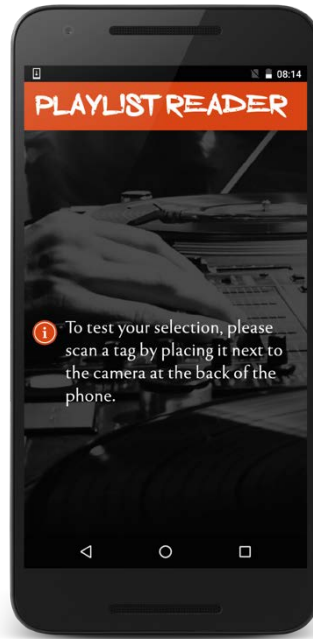 08:14
PLAYLIST READER
To test your selection, please
scan a tag by placing it next to
the camera at the back of the
phone.